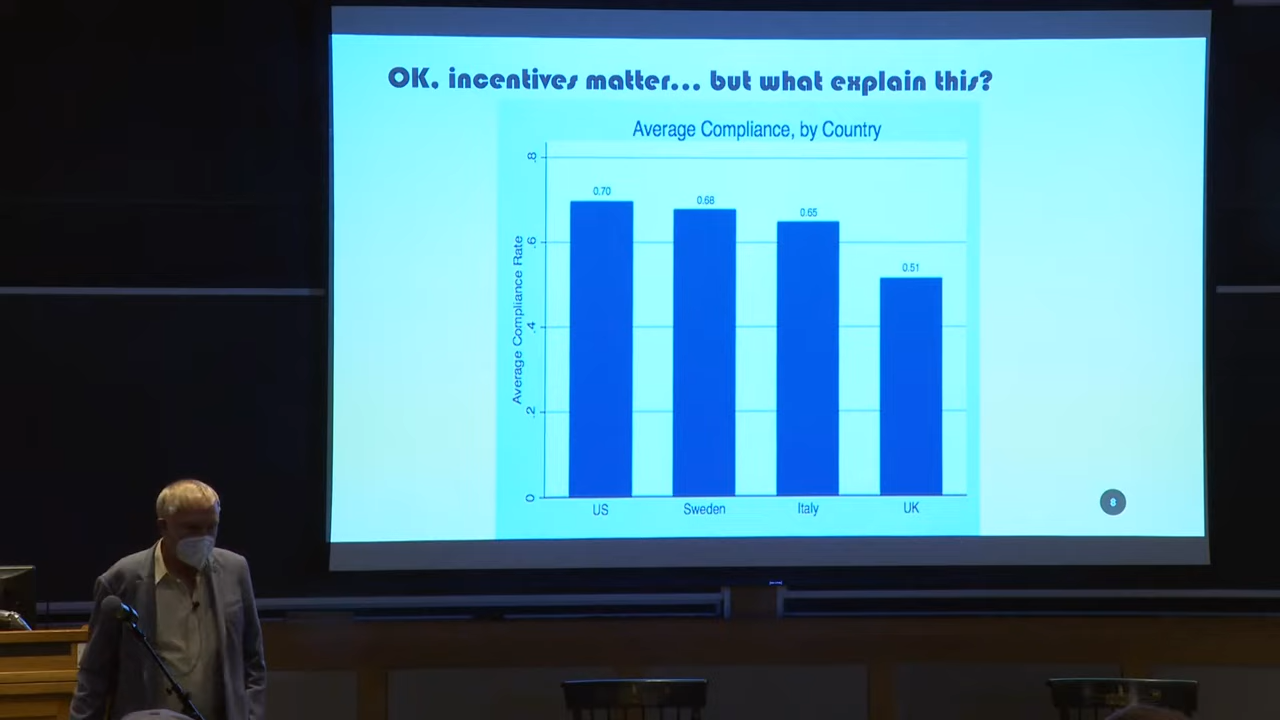 OK, incentives matter... but what explain this?
Average Compliance, by Country
Average Compliance Rate
.8
.6
.4
.2
0
0.70
0.68
0.65
0.51
US
Sweden
Italy
UK
8